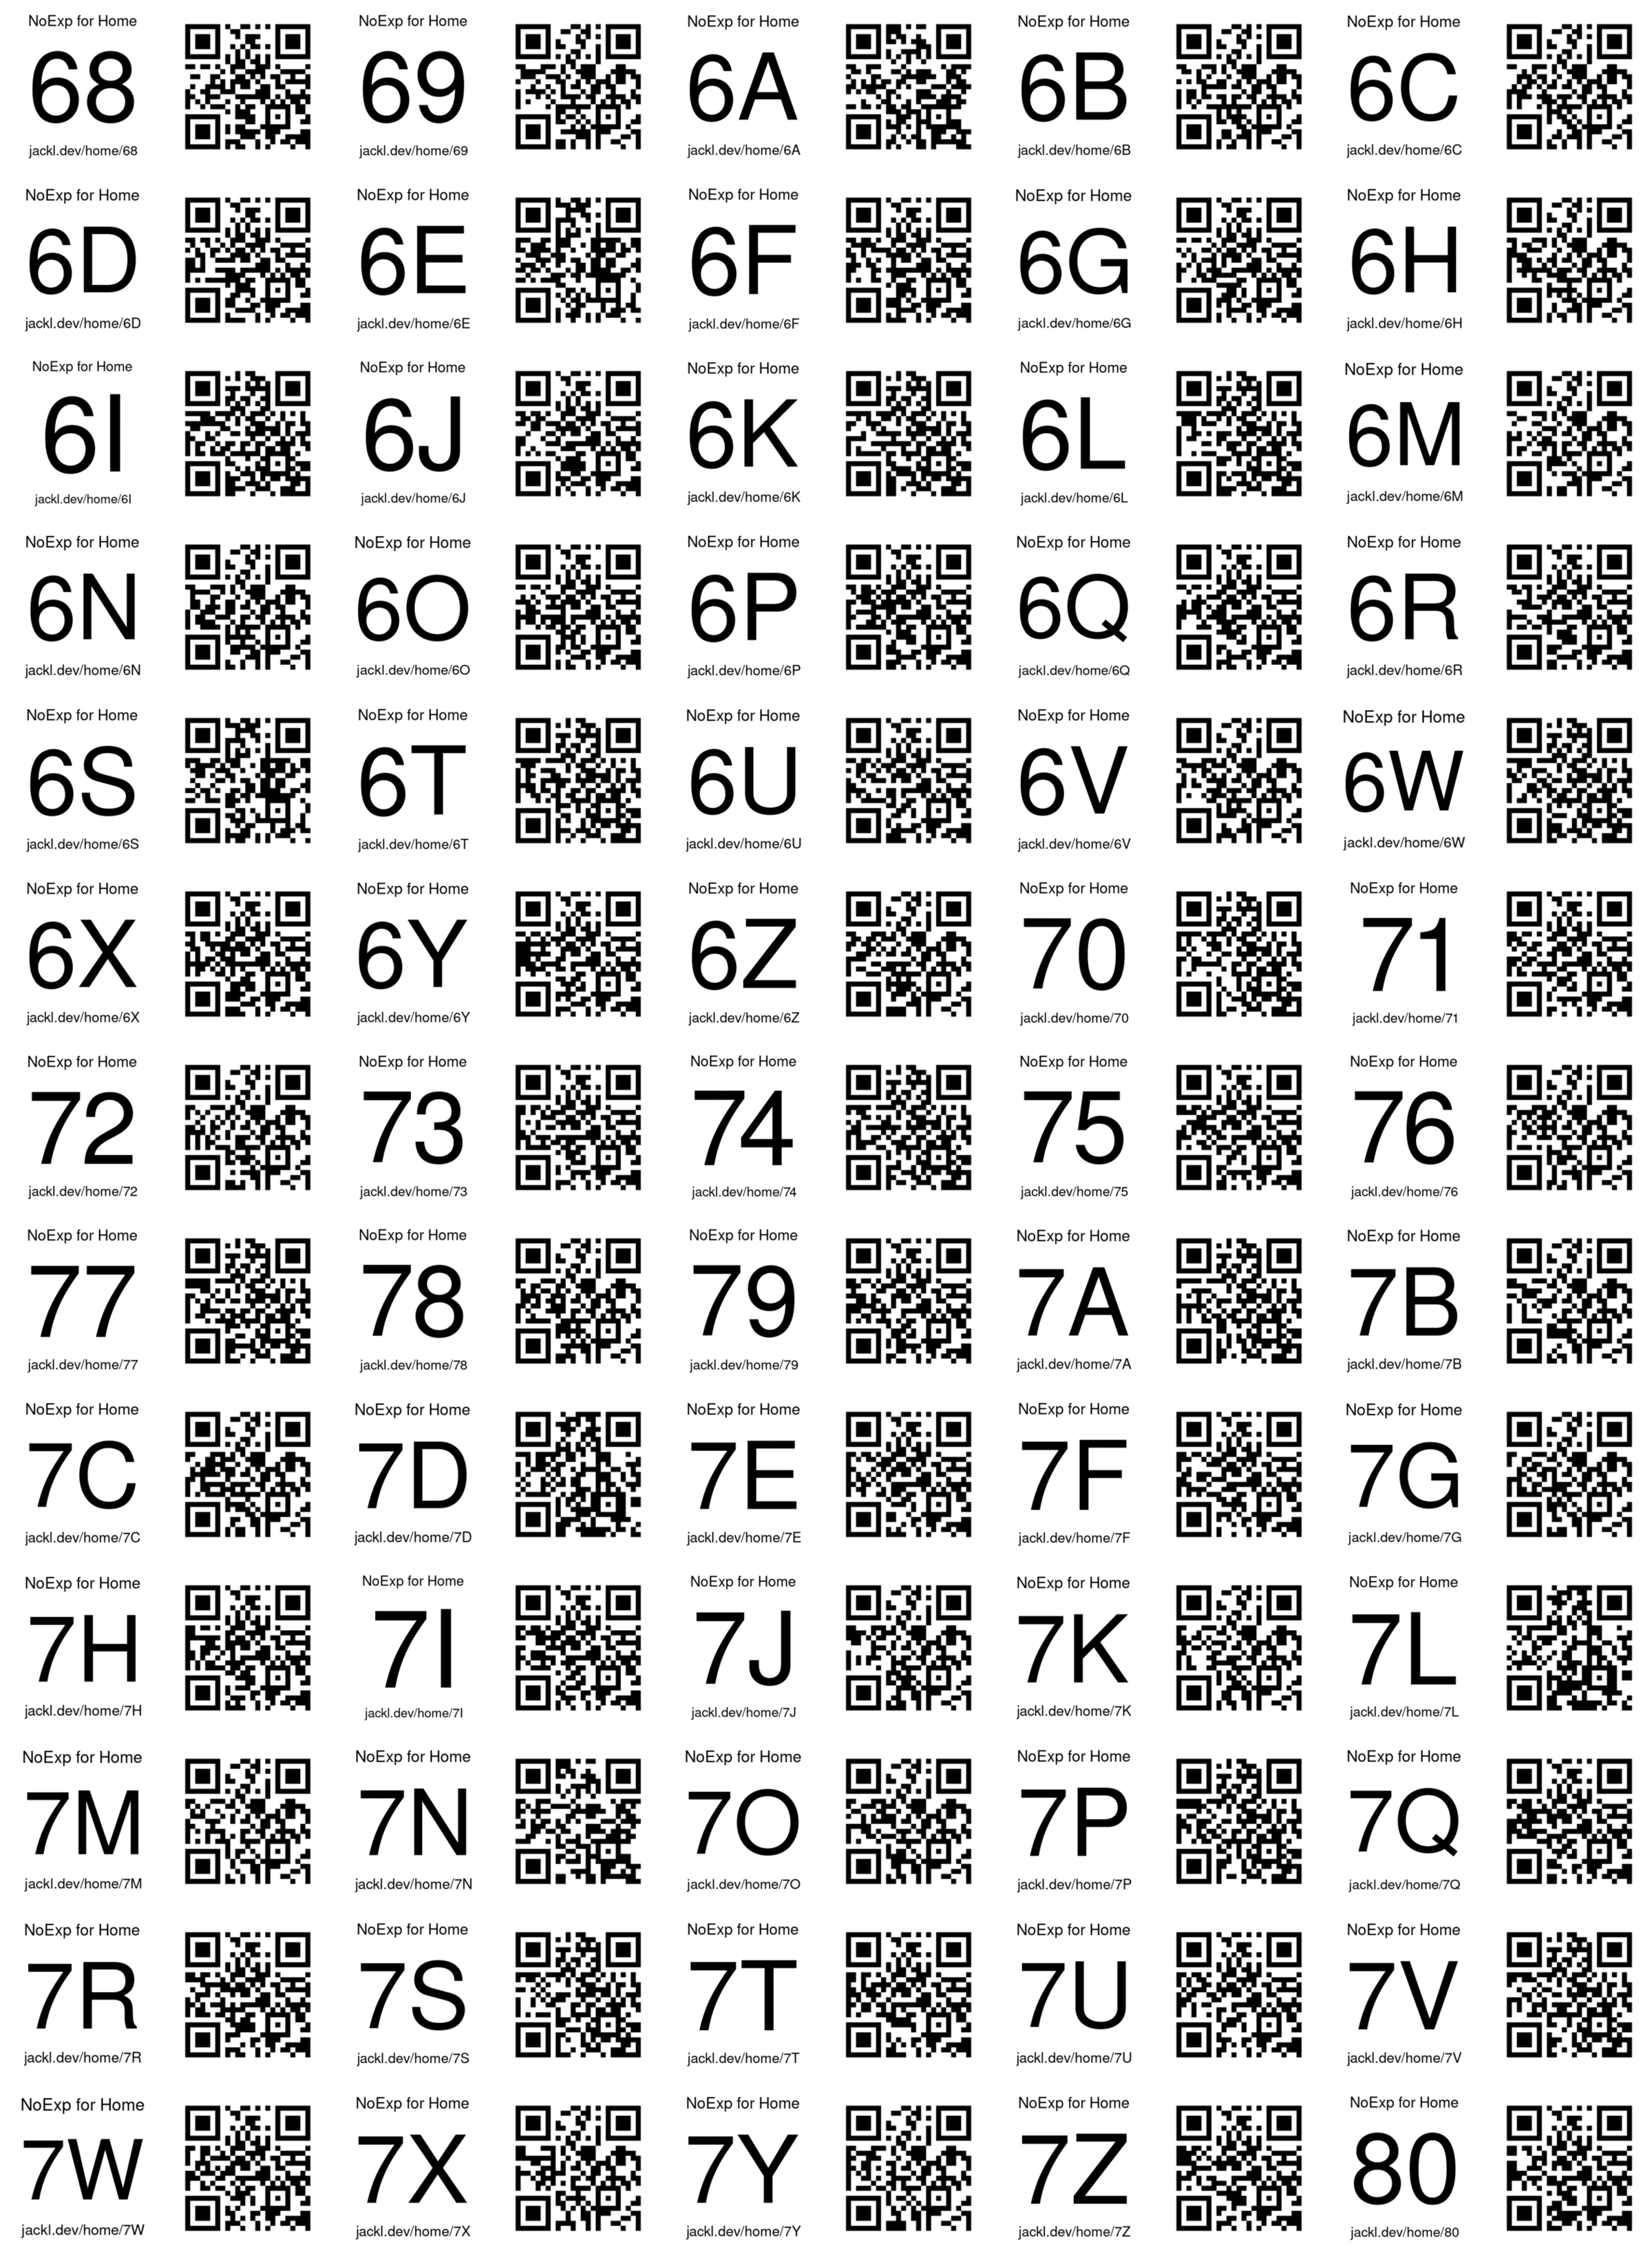 NoExp for Home NoExp for Home NoExp for Home NoExp for Home NoExp for Home
68 69 6A 6B 6C
jackl.dev/home/68 jackl.dev/home/69 jackl.dev/home/6A jackl.dev/home/6B jackl.dev/home/6C
NoExp for Home NoExp for Home NoExp for Home NoExp for Home NoExp for Home
6D 6E 6F 6G 6H
jackl.dev/home/6D jackl.dev/home/6E jackl.dev/home/6F jackl.dev/home/6G jackl.dev/home/6H
NoExp for Home NoExp for Home NoExp for Home NoExp for Home NoExp for Home
6I 6J 6K 6L 6M
jackl.dev/home/6I jackl.dev/home/6J jackl.dev/home/6K jackl.dev/home/6L jackl.dev/home/6M
NoExp for Home NoExp for Home NoExp for Home NoExp for Home NoExp for Home
6N 6O 6P 6Q 6R
jackl.dev/home/6N jackl.dev/home/6O jackl.dev/home/6P jackl.dev/home/6Q jackl.dev/home/6R
NoExp for Home NoExp for Home NoExp for Home NoExp for Home NoExp for Home
6S 6T 6U 6V 6W
jackl.dev/home/6S jackl.dev/home/6T jackl.dev/home/6U jackl.dev/home/6V jackl.dev/home/6W
NoExp for Home NoExp for Home NoExp for Home NoExp for Home NoExp for Home
6X 6Y 6Z 70 71
jackl.dev/home/6X jackl.dev/home/6Y jackl.dev/home/6Z jackl.dev/home/70 jackl.dev/home/71
NoExp for Home NoExp for Home NoExp for Home NoExp for Home NoExp for Home
72 73 74 75 76
jackl.dev/home/72 jackl.dev/home/73 jackl.dev/home/74 jackl.dev/home/75 jackl.dev/home/76
NoExp for Home NoExp for Home NoExp for Home NoExp for Home NoExp for Home
77 78 79 7A 7B
jackl.dev/home/77 jackl.dev/home/78 jackl.dev/home/79 jackl.dev/home/7A jackl.dev/home/7B
NoExp for Home NoExp for Home NoExp for Home NoExp for Home NoExp for Home
7C 7D 7E 7F 7G
jackl.dev/home/7C jackl.dev/home/7D jackl.dev/home/7E jackl.dev/home/7F jackl.dev/home/7G
NoExp for Home NoExp for Home NoExp for Home NoExp for Home NoExp for Home
7H 7I 7J 7K 7L
jackl.dev/home/7H jackl.dev/home/7I jackl.dev/home/7J jackl.dev/home/7K jackl.dev/home/7L
NoExp for Home NoExp for Home NoExp for Home NoExp for Home NoExp for Home
7M 7N 7O 7P 7Q
jackl.dev/home/7M jackl.dev/home/7N jackl.dev/home/7O jackl.dev/home/7P jackl.dev/home/7Q
NoExp for Home NoExp for Home NoExp for Home NoExp for Home NoExp for Home
7R 7S 7T 7U 7V
jackl.dev/home/7R jackl.dev/home/7S jackl.dev/home/7T jackl.dev/home/7U jackl.dev/home/7V
NoExp for Home NoExp for Home NoExp for Home NoExp for Home NoExp for Home
7W 7X 7Y 7Z 80
jackl.dev/home/7W jackl.dev/home/7X jackl.dev/home/7Y jackl.dev/home/7Z jackl.dev/home/80